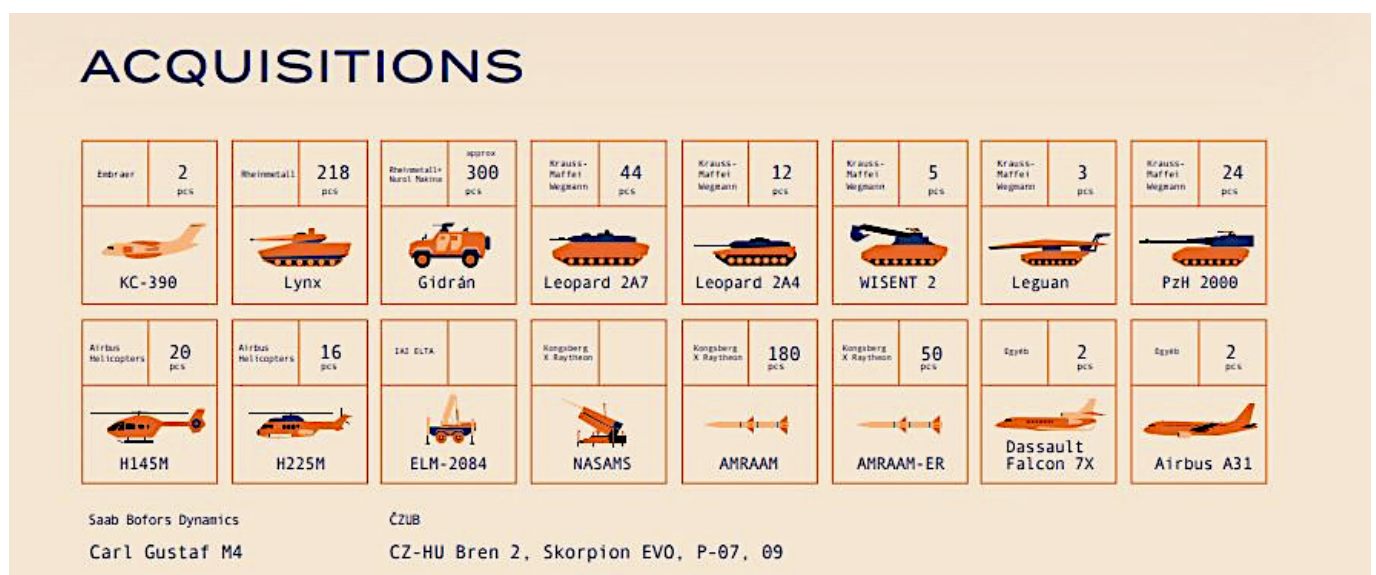 ACQUISITIONS
Embraer
2
pcs
KC-390
Rheinmetall
218
pcs
Lynx
Rheinmetall+
Nurol Makina
approx
300
pcs
Gidrán
Krauss-
Maffei
Wegmann
44
pcs
Leopard 2A7
Krauss-
Maffei
Wegmann
12
pcs
Leopard 2A4
Krauss-
Maffei
Wegmann
5
pcs
WISENT 2
Krauss-
Maffei
Wegmann
3
pcs
Leguan
Krauss-
Maffei
Wegmann
24
pcs
PzH 2000
Airbus
Helicopters
20
pcs
H145M
Airbus
Helicopters
16
pcs
H225M
IAI ELTA
ELM-2084
Kongsberg
X Raytheon
NASAMS
Kongsberg
X Raytheon
180
pcs
AMRAAM
Kongsberg
X Raytheon
50
pcs
AMRAAM-ER
Egyéb
2
pcs
Dassault
Falcon 7X
Egyéb
2
pcs
Airbus A31
Saab Bofors Dynamics
Carl Gustaf M4
ČZUB
CZ-HU Bren 2, Skorpion EVO, P-07, 09